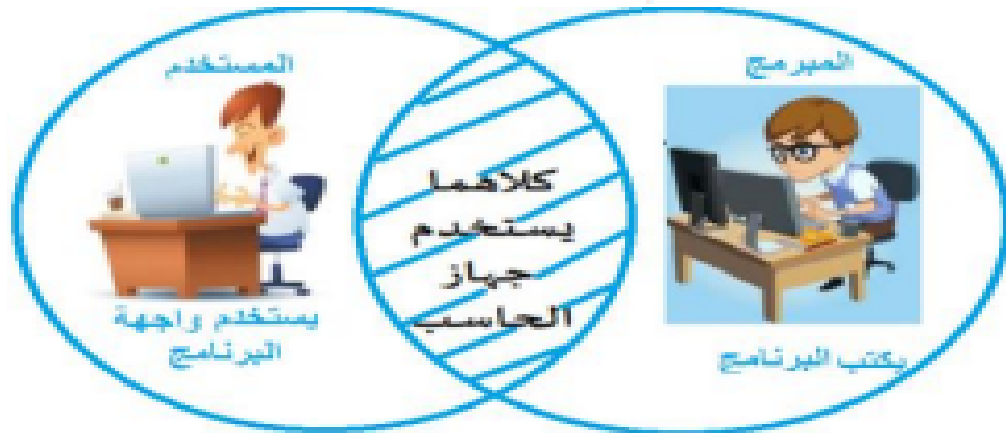 المبرمج
يكتب البرنامج
كلاهما
يستخدم
جهاز
الحاسب
المستخدم
يستخدم واجهة
البرنامج